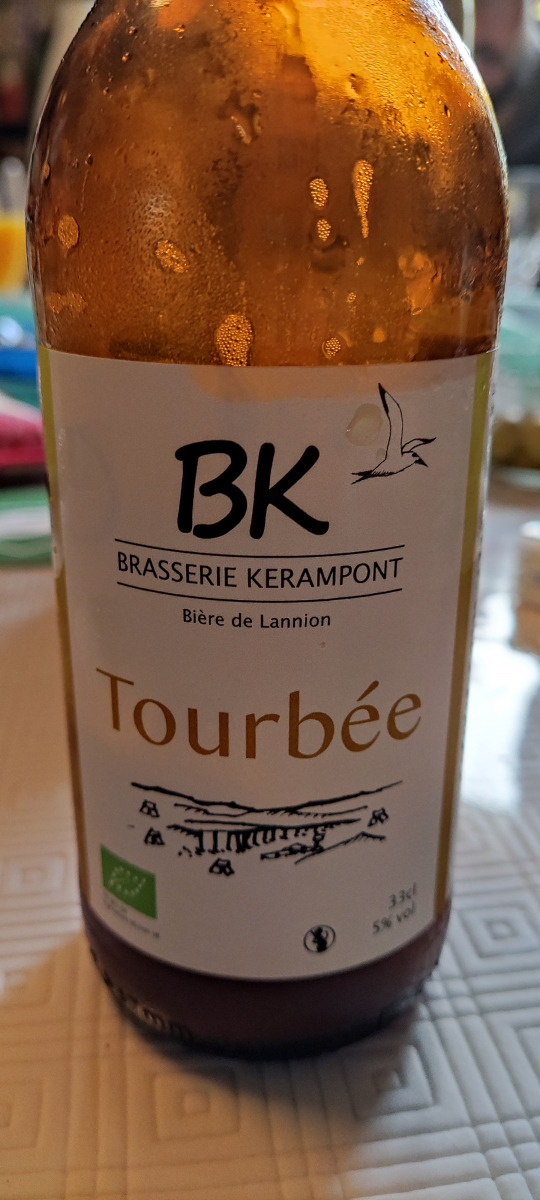 BK
BRASSERIE KERAMPONT
Bière de Lannion
Tourbée
33cl
5% vol